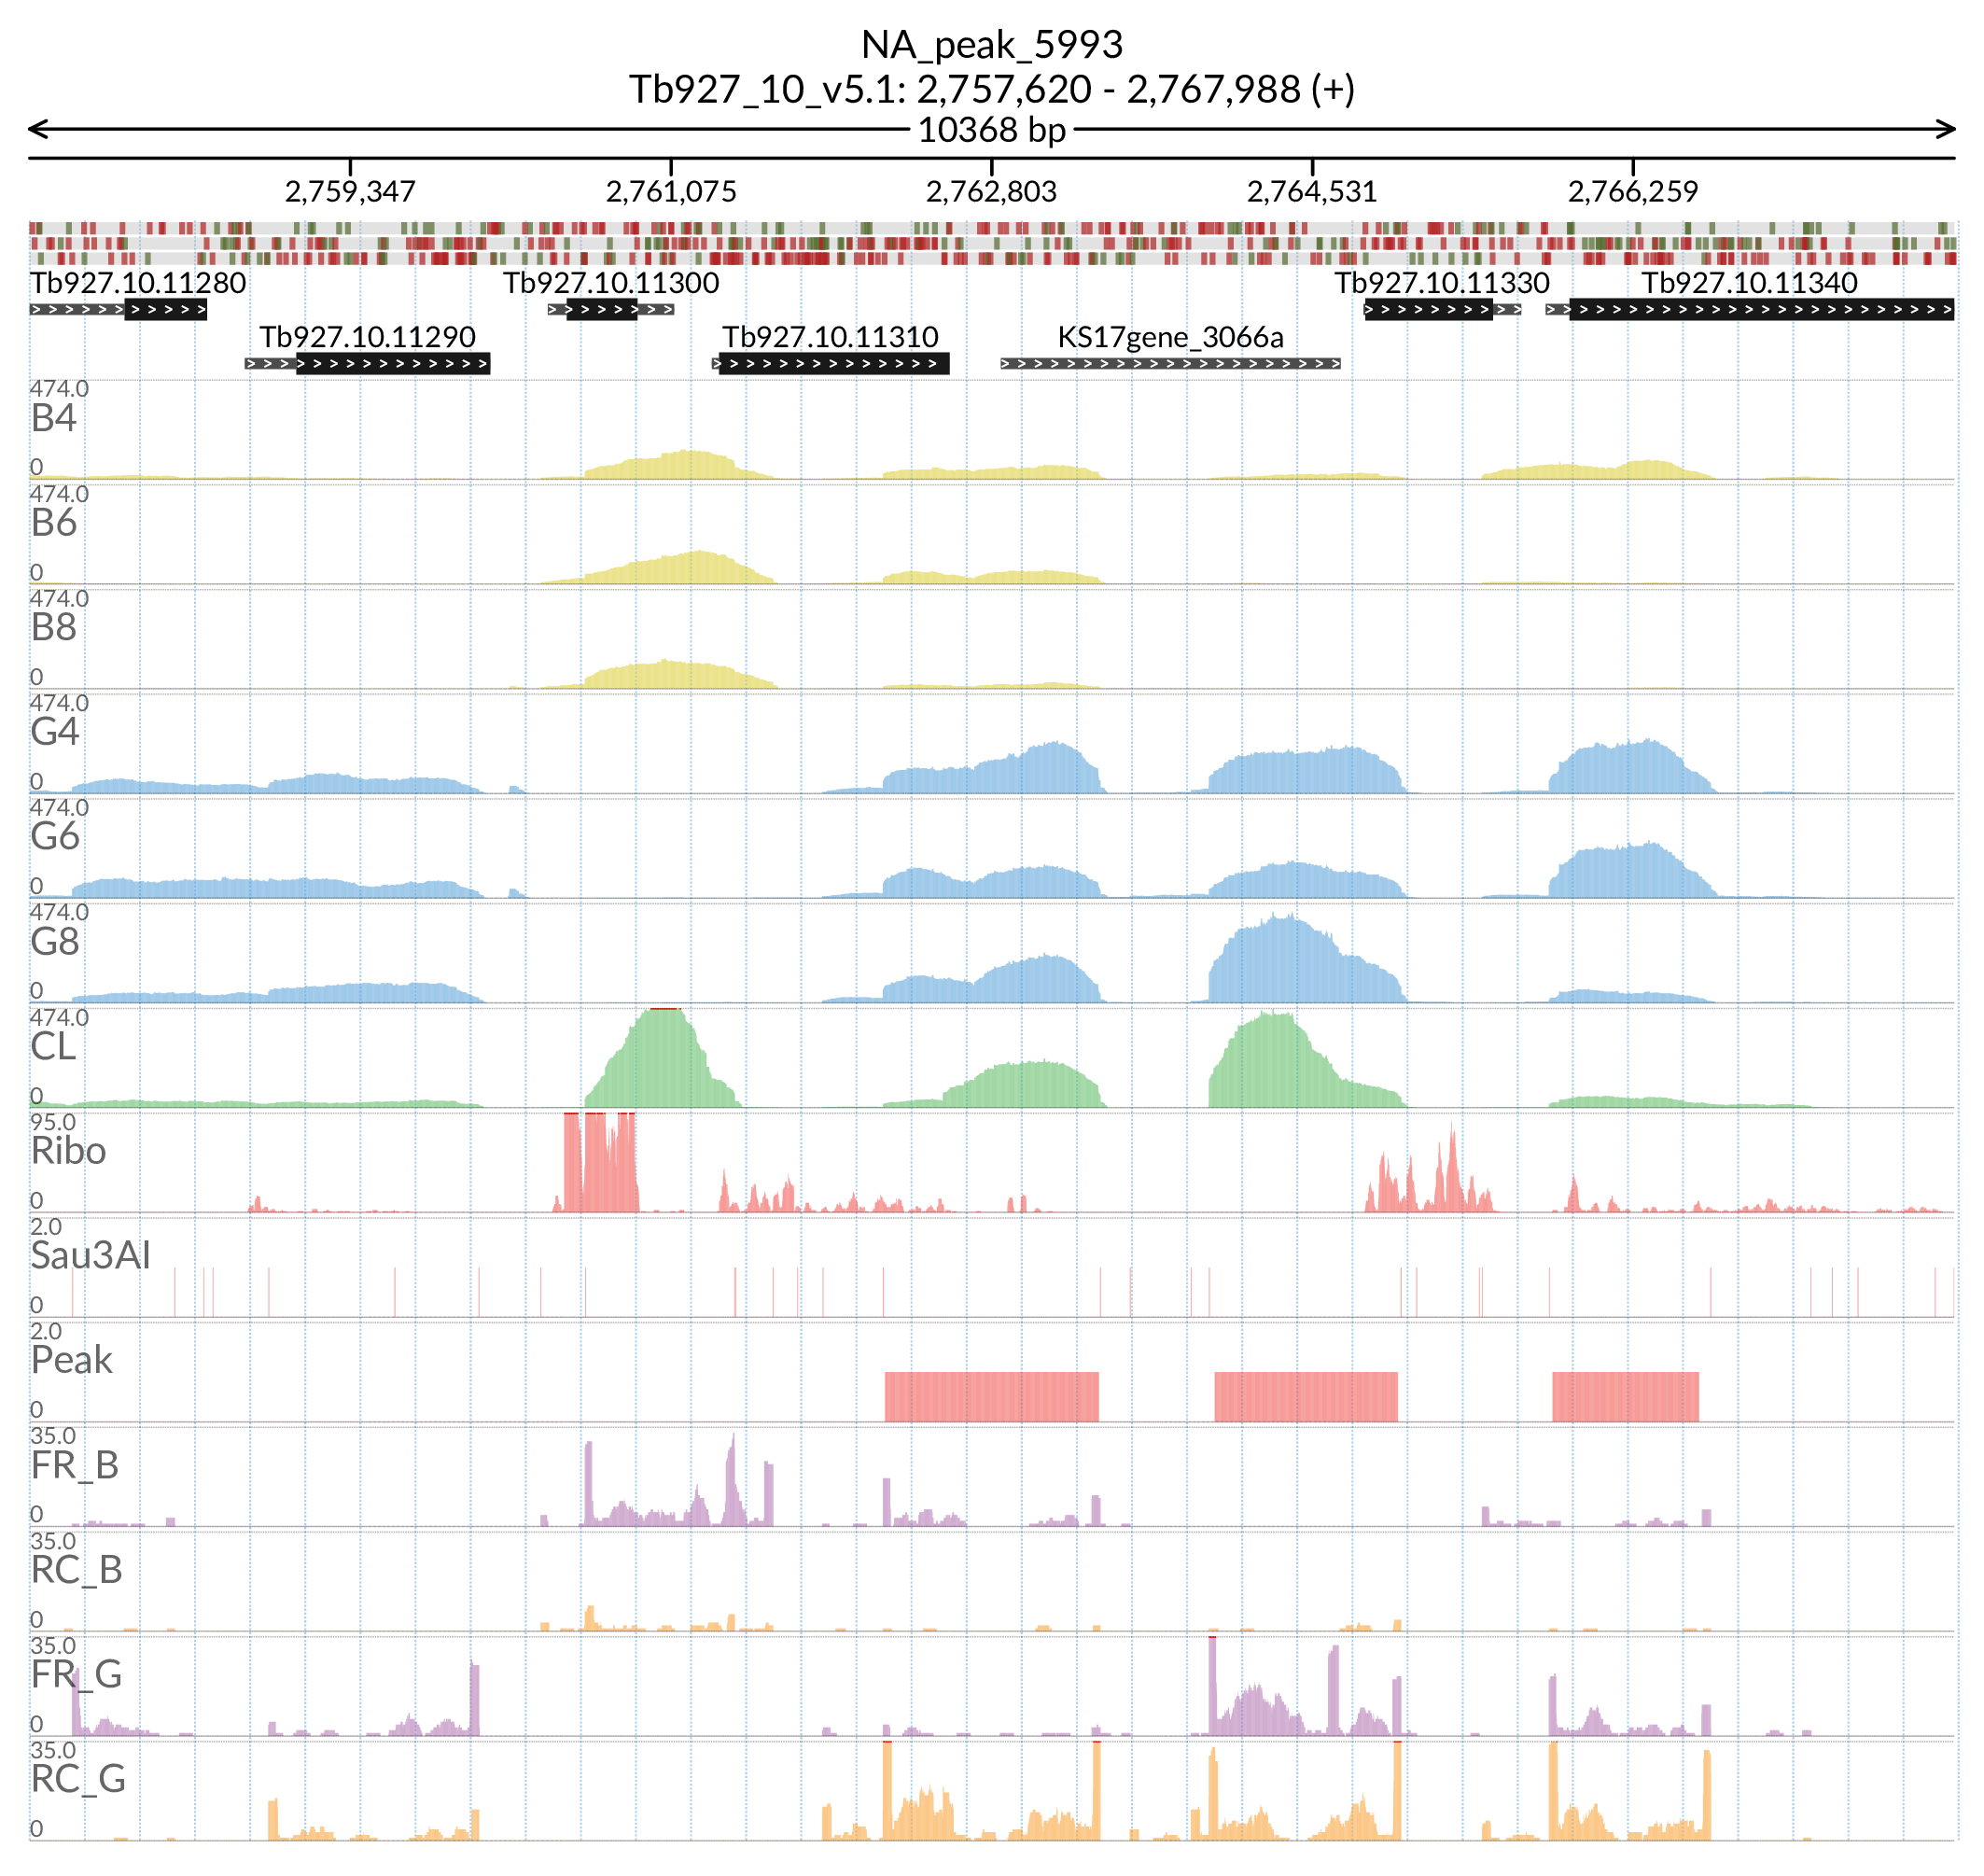 NA_peak_5993
Tb927_10_v5.1: 2,757,620 - 2,767,988 (+)
10368 bp
2,759,347 2,761,075 2,762,803 2,764,531 2,766,259
Tb927.10.11280 Tb927.10.11300 Tb927.10.11330 Tb927.10.11340
Tb927.10.11290 Tb927.10.11310 KS17gene_3066a
474.0
B4
0
474.0
B6
0
474.0
B8
0
474.0
G4
0
474.0
G6
0
474.0
G8
0
474.0
CL
0
95.0
Ribo
0
2.0
Sau3AI
0
2.0
Peak
0
35.0
FR_B
0
35.0
RC_B
0
35.0
FR_G
0
35.0
RC_G
0